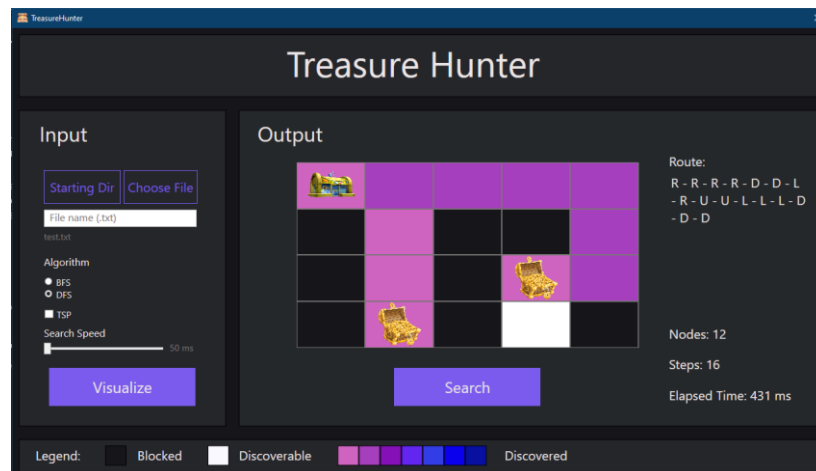 TreasureHunter
Treasure Hunter
Input
Starting Dir
Choose File
File name (.txt)
test.txt
Algorithm
BFS
DFS
TSP
Search Speed
50 ms
Visualize
Output
Search
Route:
R - R - R - R - D - D - L
- R - U - U - L - L - L - D
- D - D
Nodes: 12
Steps: 16
Elapsed Time: 431 ms
Legend:
Blocked
Discoverable
Discovered